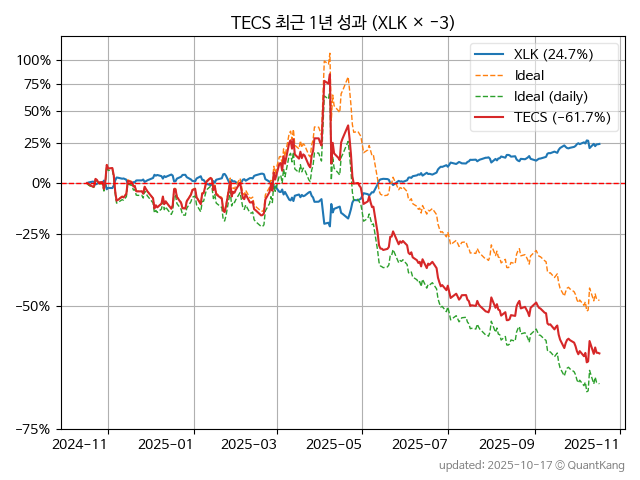 TECS 최근 1년 성과 (XLK × −3)
XLK (24.7%)
Ideal
Ideal (daily)
TECS (−61.7%)
100%
75%
50%
25%
0%
−25%
−50%
−75%
2024−11
2025−01
2025−03
2025−05
2025−07
2025−09
2025−11
updated: 2025-10-17 © QuantKang